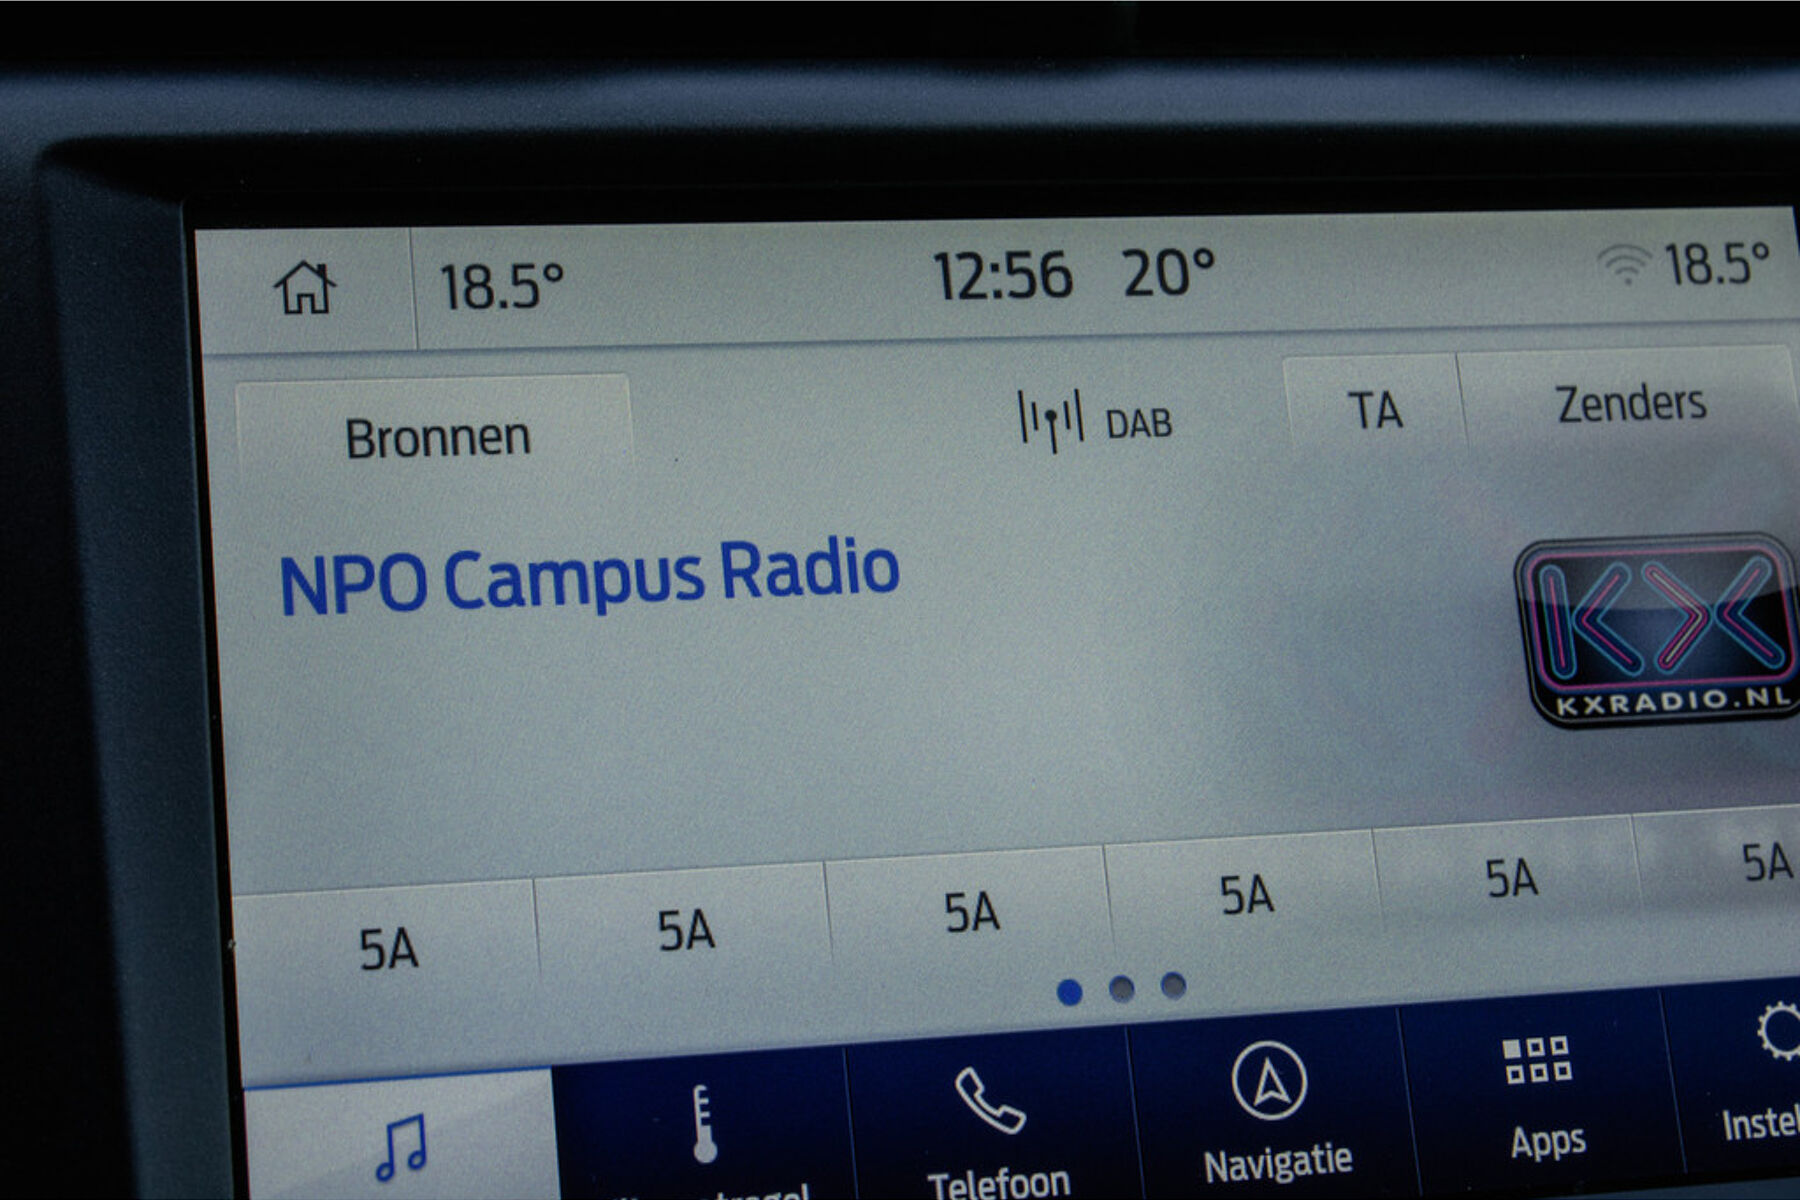 18.5° 12:56 20° 18.5°
Bronnen DAB TA Zenders
NPO Campus Radio
KX
KXRADIO.NL
5A 5A 5A 5A 5A 5A
Telefoon Navigatie Apps